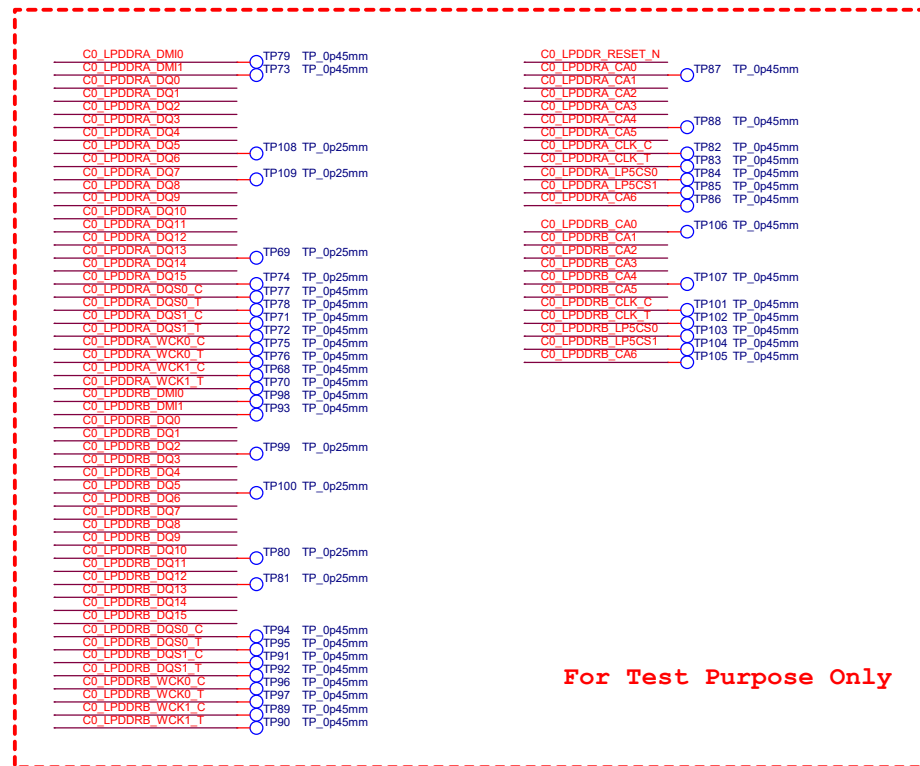 C0_LPDDRA_DMI0 TP79 TP_0p45mm
C0_LPDDRA_DMI1 TP73 TP_0p45mm
C0_LPDDRA_DQ0
C0_LPDDRA_DQ1
C0_LPDDRA_DQ2
C0_LPDDRA_DQ3
C0_LPDDRA_DQ4
C0_LPDDRA_DQ5 TP108 TP_0p25mm
C0_LPDDRA_DQ6
C0_LPDDRA_DQ7 TP109 TP_0p25mm
C0_LPDDRA_DQ8
C0_LPDDRA_DQ9
C0_LPDDRA_DQ10
C0_LPDDRA_DQ11
C0_LPDDRA_DQ12
C0_LPDDRA_DQ13 TP69 TP_0p25mm
C0_LPDDRA_DQ14
C0_LPDDRA_DQ15 TP74 TP_0p25mm
C0_LPDDRA_DQS0_C TP77 TP_0p45mm
C0_LPDDRA_DQS0_T TP78 TP_0p45mm
C0_LPDDRA_DQS1_C TP71 TP_0p45mm
C0_LPDDRA_DQS1_T TP72 TP_0p45mm
C0_LPDDRA_WCK0_C TP75 TP_0p45mm
C0_LPDDRA_WCK0_T TP76 TP_0p45mm
C0_LPDDRA_WCK1_C TP68 TP_0p45mm
C0_LPDDRA_WCK1_T TP70 TP_0p45mm
C0_LPDDRB_DMI0 TP98 TP_0p45mm
C0_LPDDRB_DMI1 TP93 TP_0p45mm
C0_LPDDRB_DQ0
C0_LPDDRB_DQ1
C0_LPDDRB_DQ2 TP99 TP_0p25mm
C0_LPDDRB_DQ3
C0_LPDDRB_DQ4
C0_LPDDRB_DQ5 TP100 TP_0p25mm
C0_LPDDRB_DQ6
C0_LPDDRB_DQ7
C0_LPDDRB_DQ8
C0_LPDDRB_DQ9
C0_LPDDRB_DQ10 TP80 TP_0p25mm
C0_LPDDRB_DQ11
C0_LPDDRB_DQ12 TP81 TP_0p25mm
C0_LPDDRB_DQ13
C0_LPDDRB_DQ14
C0_LPDDRB_DQ15
C0_LPDDRB_DQS0_C TP94 TP_0p45mm
C0_LPDDRB_DQS0_T TP95 TP_0p45mm
C0_LPDDRB_DQS1_C TP91 TP_0p45mm
C0_LPDDRB_DQS1_T TP92 TP_0p45mm
C0_LPDDRB_WCK0_C TP96 TP_0p45mm
C0_LPDDRB_WCK0_T TP97 TP_0p45mm
C0_LPDDRB_WCK1_C TP89 TP_0p45mm
C0_LPDDRB_WCK1_T TP90 TP_0p45mm
C0_LPDDR_RESET_N
C0_LPDDRA_CA0 TP87 TP_0p45mm
C0_LPDDRA_CA1
C0_LPDDRA_CA2
C0_LPDDRA_CA3
C0_LPDDRA_CA4 TP88 TP_0p45mm
C0_LPDDRA_CA5
C0_LPDDRA_CLK_C TP82 TP_0p45mm
C0_LPDDRA_CLK_T TP83 TP_0p45mm
C0_LPDDRA_LP5CS0 TP84 TP_0p45mm
C0_LPDDRA_LP5CS1 TP85 TP_0p45mm
C0_LPDDRA_CA6 TP86 TP_0p45mm
C0_LPDDRB_CA0 TP106 TP_0p45mm
C0_LPDDRB_CA1
C0_LPDDRB_CA2
C0_LPDDRB_CA3
C0_LPDDRB_CA4 TP107 TP_0p45mm
C0_LPDDRB_CA5
C0_LPDDRB_CLK_C TP101 TP_0p45mm
C0_LPDDRB_CLK_T TP102 TP_0p45mm
C0_LPDDRB_LP5CS0 TP103 TP_0p45mm
C0_LPDDRB_LP5CS1 TP104 TP_0p45mm
C0_LPDDRB_CA6 TP105 TP_0p45mm
For Test Purpose Only